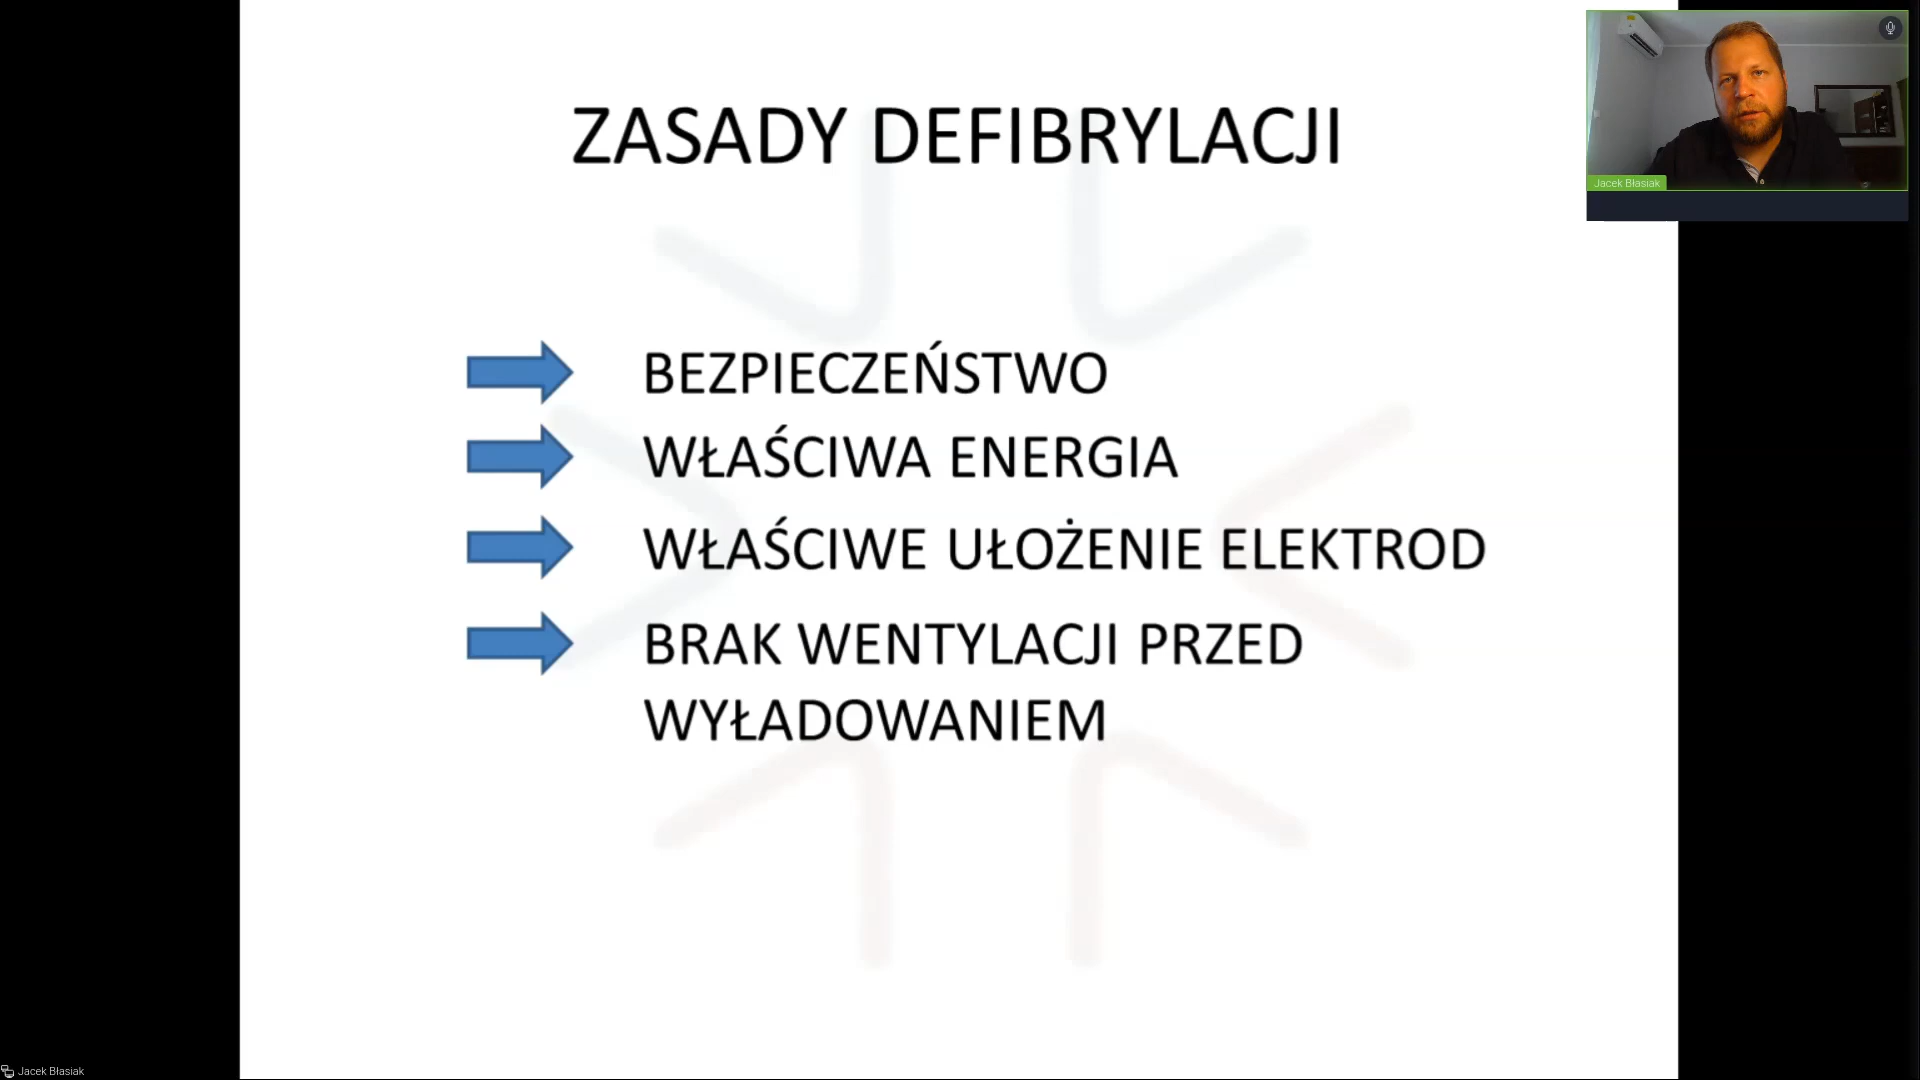 ZASADY DEFIBRYLACJI
Jacek Błasiak
BEZPIECZEŃSTWO
WŁAŚCIWA ENERGIA
WŁAŚCIWE UŁOŻENIE ELEKTROD
BRAK WENTYLACJI PRZED
WYŁADOWANIEM
Jacek Błasiak